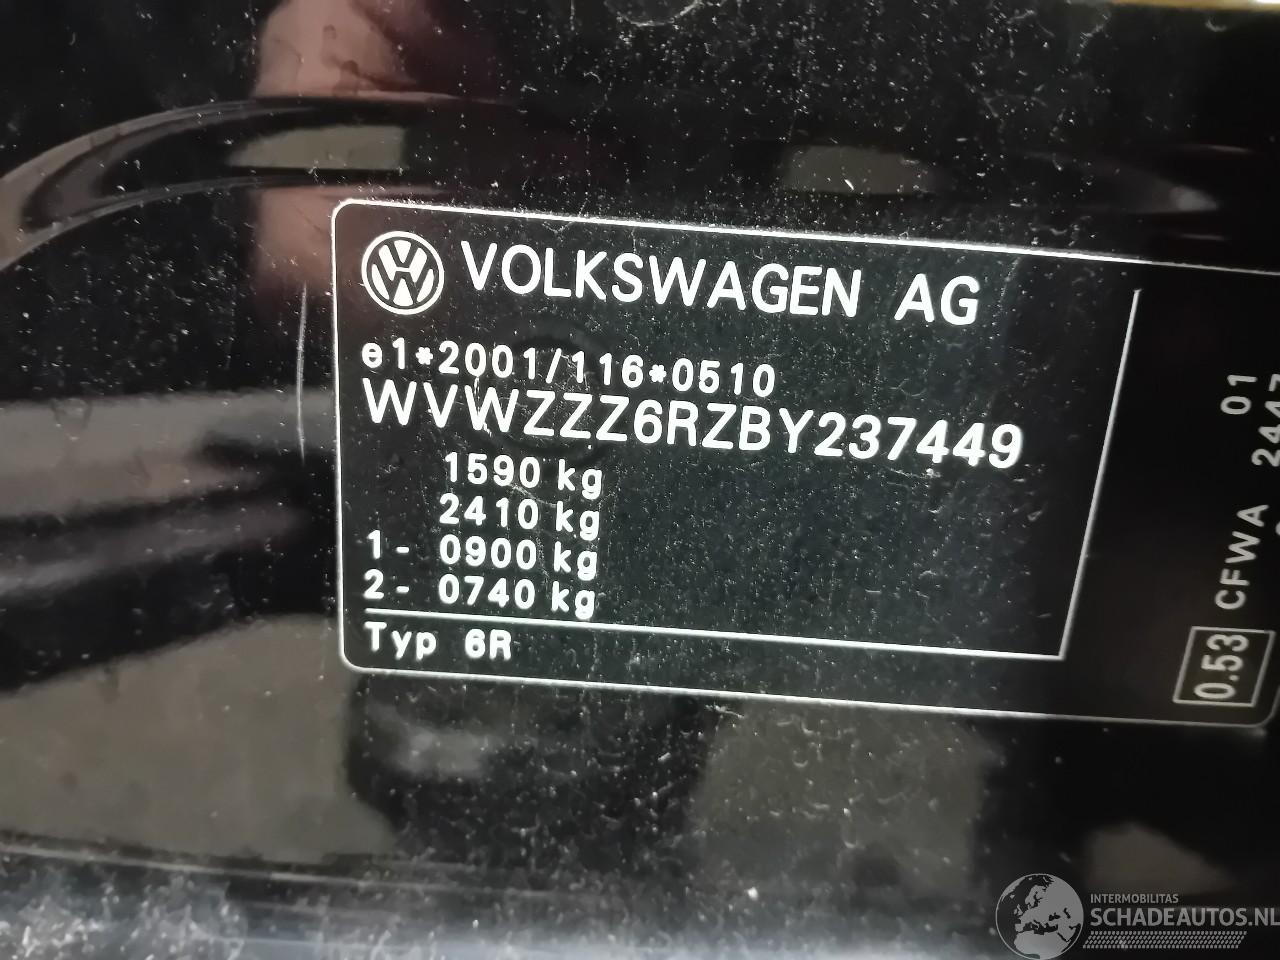 VOLKSWAGEN AG
e1*2001/116*0510
WVWZZZ6RZBY237449
1590 kg
2410 kg
1- 0900 kg
2- 0740 kg
Typ 6R
0.53 CFWA 01
INTERMOBILITAS
SCHADEAUTOS.NL